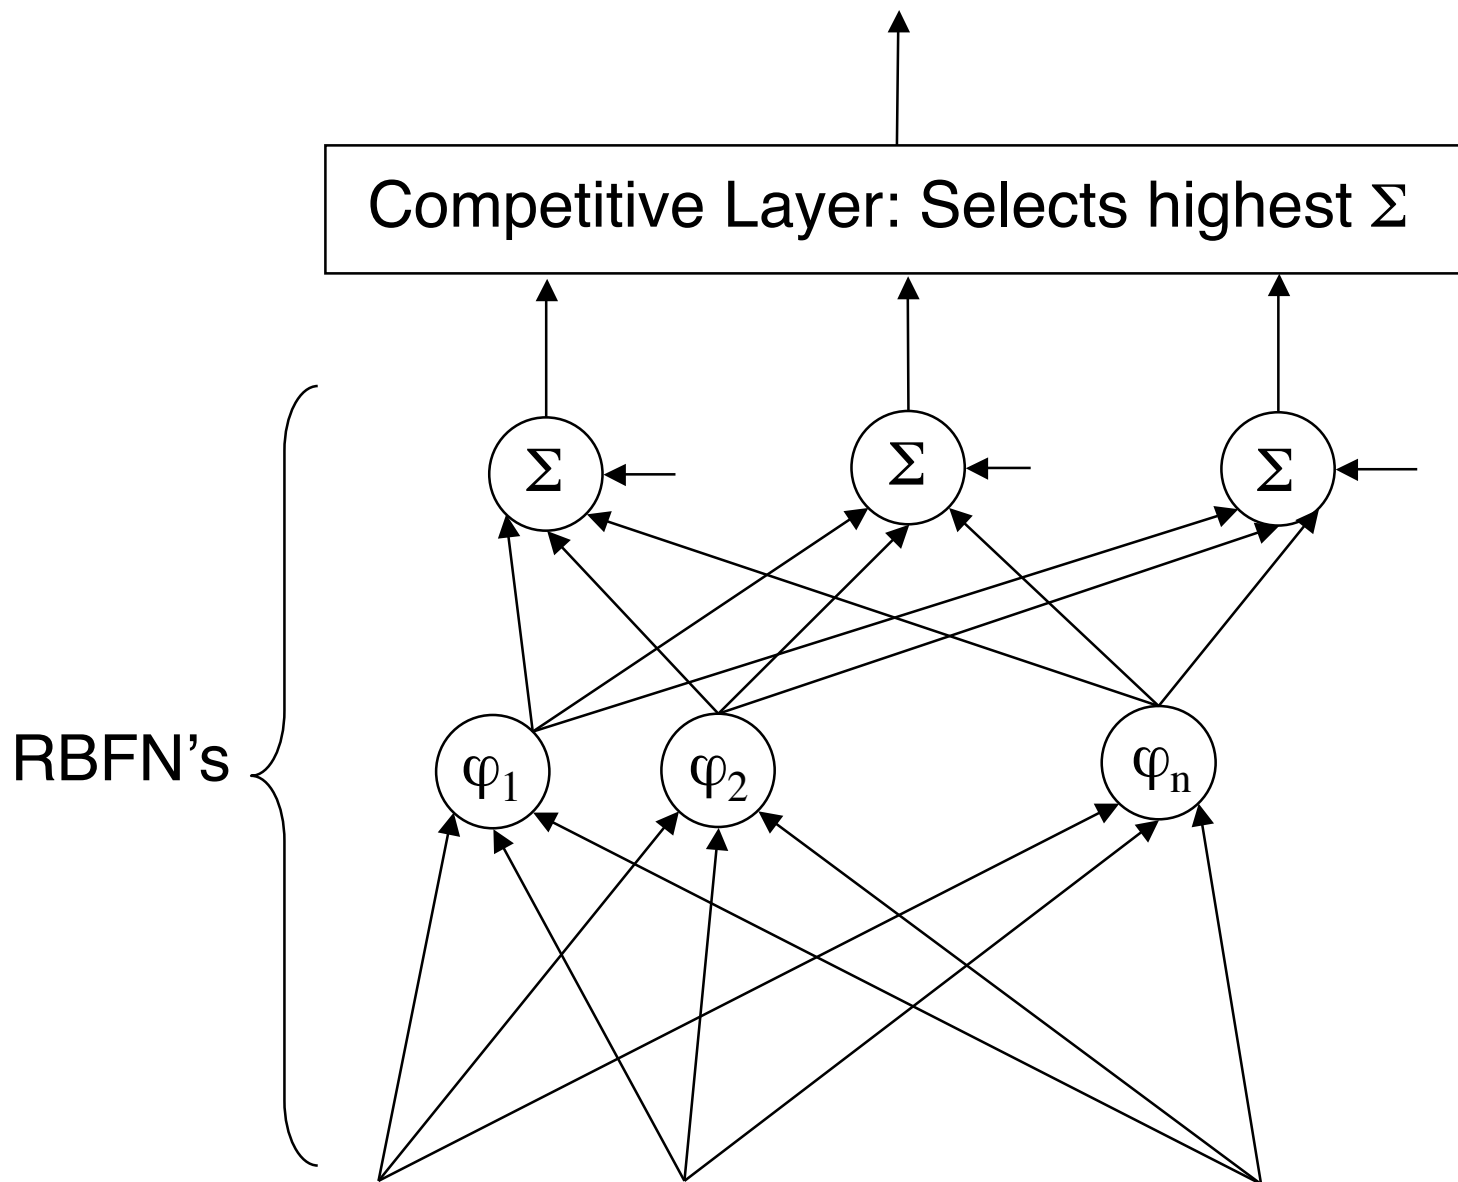 Competitive Layer: Selects highest Σ
Σ
Σ
Σ
RBFN’s
φ1
φ2
φn